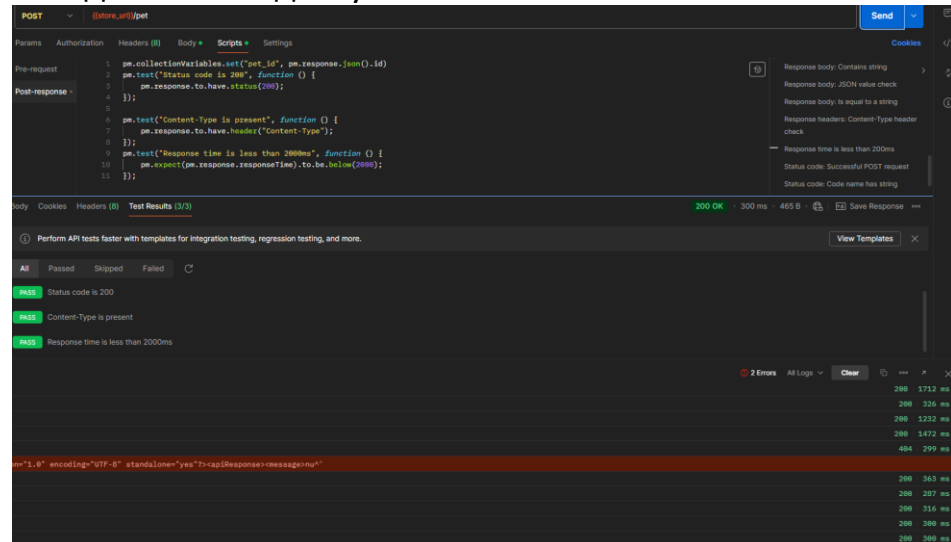 POST {{store_url}}/pet Send
Params Authorization Headers (8) Body Scripts Settings Cookies
Pre-request
Post-response
1 pm.collectionVariables.set("pet_id", pm.response.json().id)
2 pm.test("Status code is 200", function () {
3 pm.response.to.have.status(200);
4 });
5
6 pm.test("Content-Type is present", function () {
7 pm.response.to.have.header("Content-Type");
8 });
9 pm.test("Response time is less than 2000ms", function () {
10 pm.expect(pm.response.responseTime).to.be.below(2000);
11 });
Response body: Contains string
Response body: JSON value check
Response body: Is equal to a string
Response headers: Content-Type header
check
Response time is less than 200ms
Status code: Successful POST request
Status code: Code name has string
Body Cookies Headers (8) Test Results (3/3) 200 OK 300 ms 465 B Save Response
Perform API tests faster with templates for integration testing, regression testing, and more. View Templates
All Passed Skipped Failed
PASS Status code is 200
PASS Content-Type is present
PASS Response time is less than 2000ms
2 Errors All Logs Clear
200 1712 ms
200 326 ms
200 1232 ms
200 1472 ms
404 299 ms
on="1.0" encoding="UTF-8" standalone="yes"?><apiResponse><message>nu^"
200 363 ms
200 287 ms
200 316 ms
200 300 ms
200 300 ms